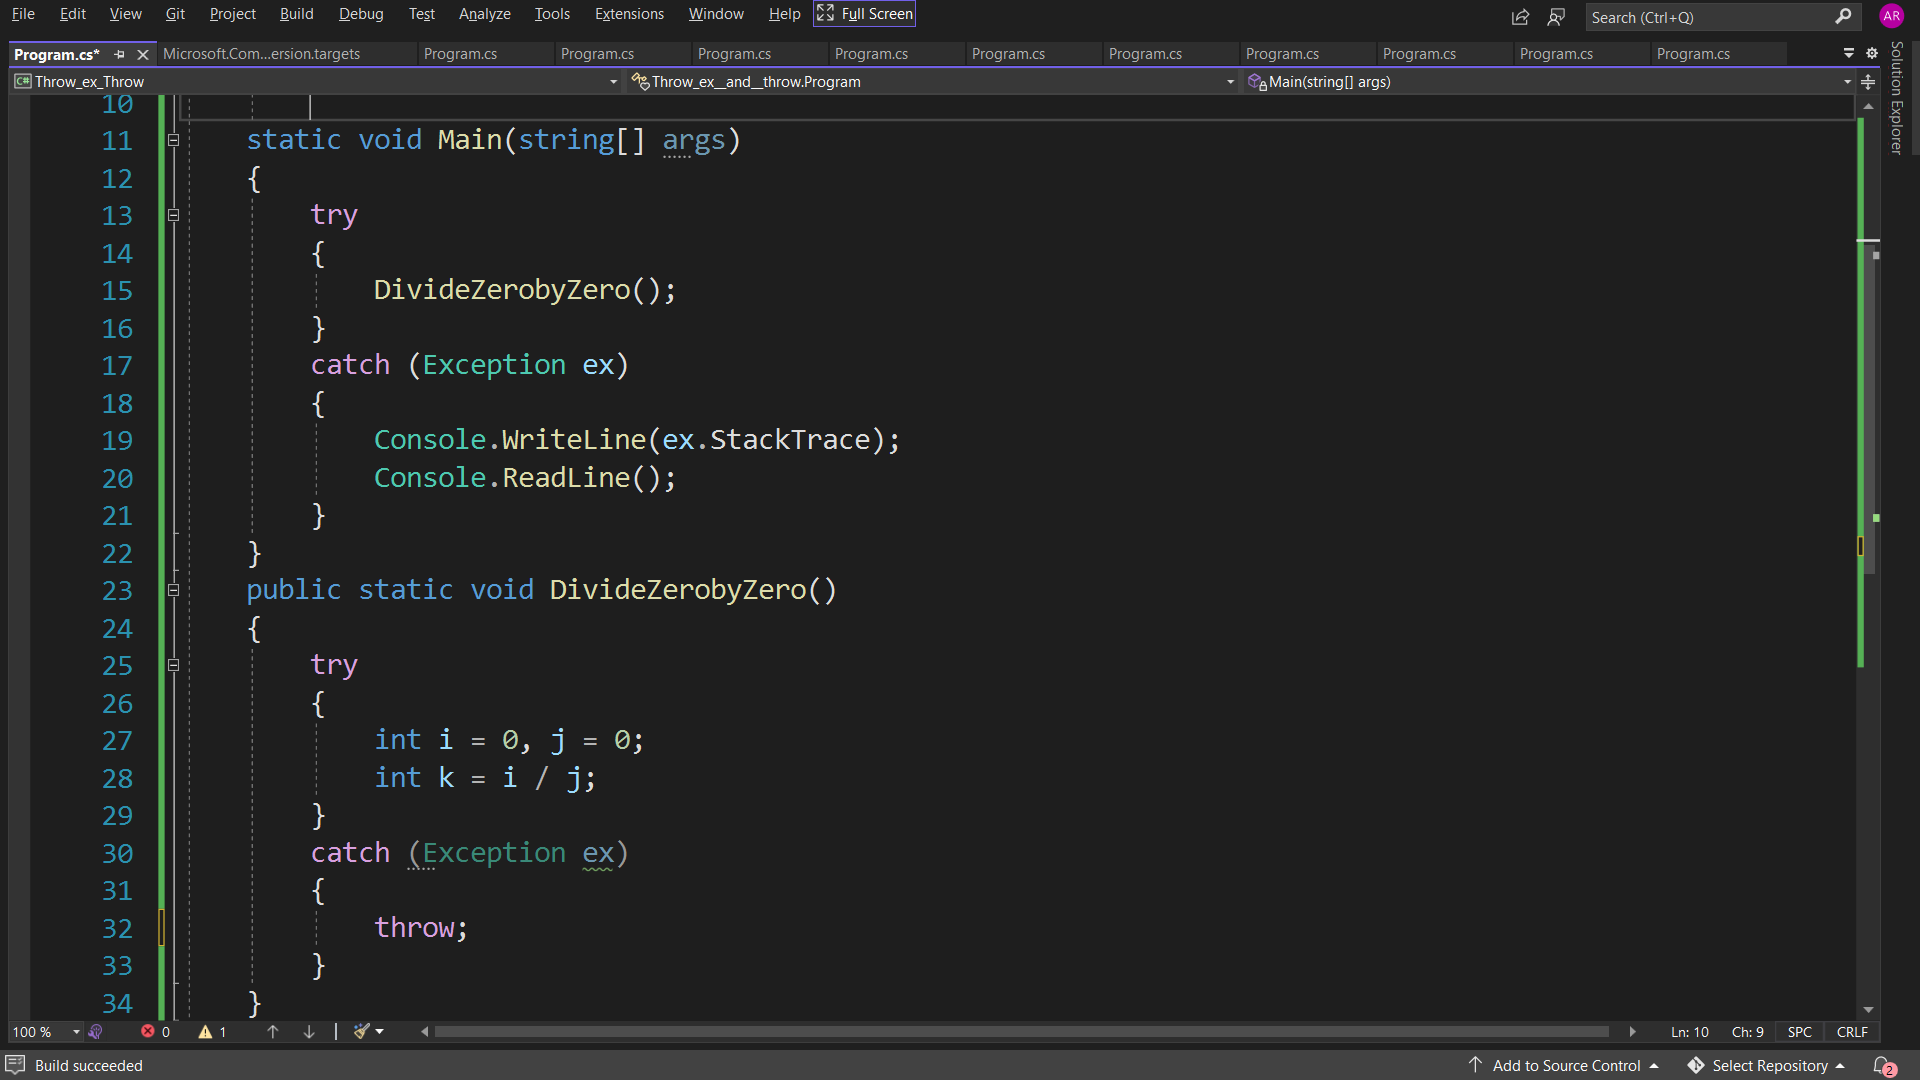 File Edit View Git Project Build Debug Test Analyze Tools Extensions Window Help Full Screen Search (Ctrl+Q) AR
Program.cs* Microsoft.Com...ersion.targets Program.cs Program.cs Program.cs Program.cs Program.cs Program.cs Program.cs Program.cs Program.cs Program.cs
Solution Explorer
Throw_ex_Throw Throw_ex__and__throw.Program Main(string[] args)
10
11 static void Main(string[] args)
12 {
13 try
14 {
15 DivideZerobyZero();
16 }
17 catch (Exception ex)
18 {
19 Console.WriteLine(ex.StackTrace);
20 Console.ReadLine();
21 }
22 }
23 public static void DivideZerobyZero()
24 {
25 try
26 {
27 int i = 0, j = 0;
28 int k = i / j;
29 }
30 catch (Exception ex)
31 {
32 throw;
33 }
34 }
100 % 0 1 Ln: 10 Ch: 9 SPC CRLF
Build succeeded Add to Source Control Select Repository 2